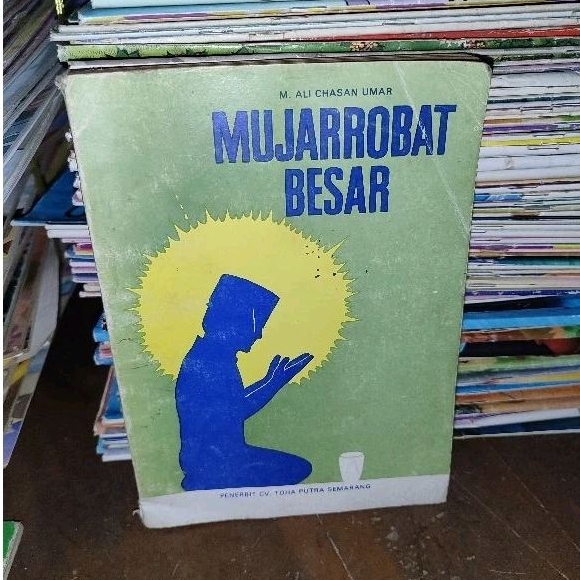 M. ALI CHASAN UMAR
MUJARROBAT
BESAR
PENERBIT CV. TOHA PUTRA SEMARANG